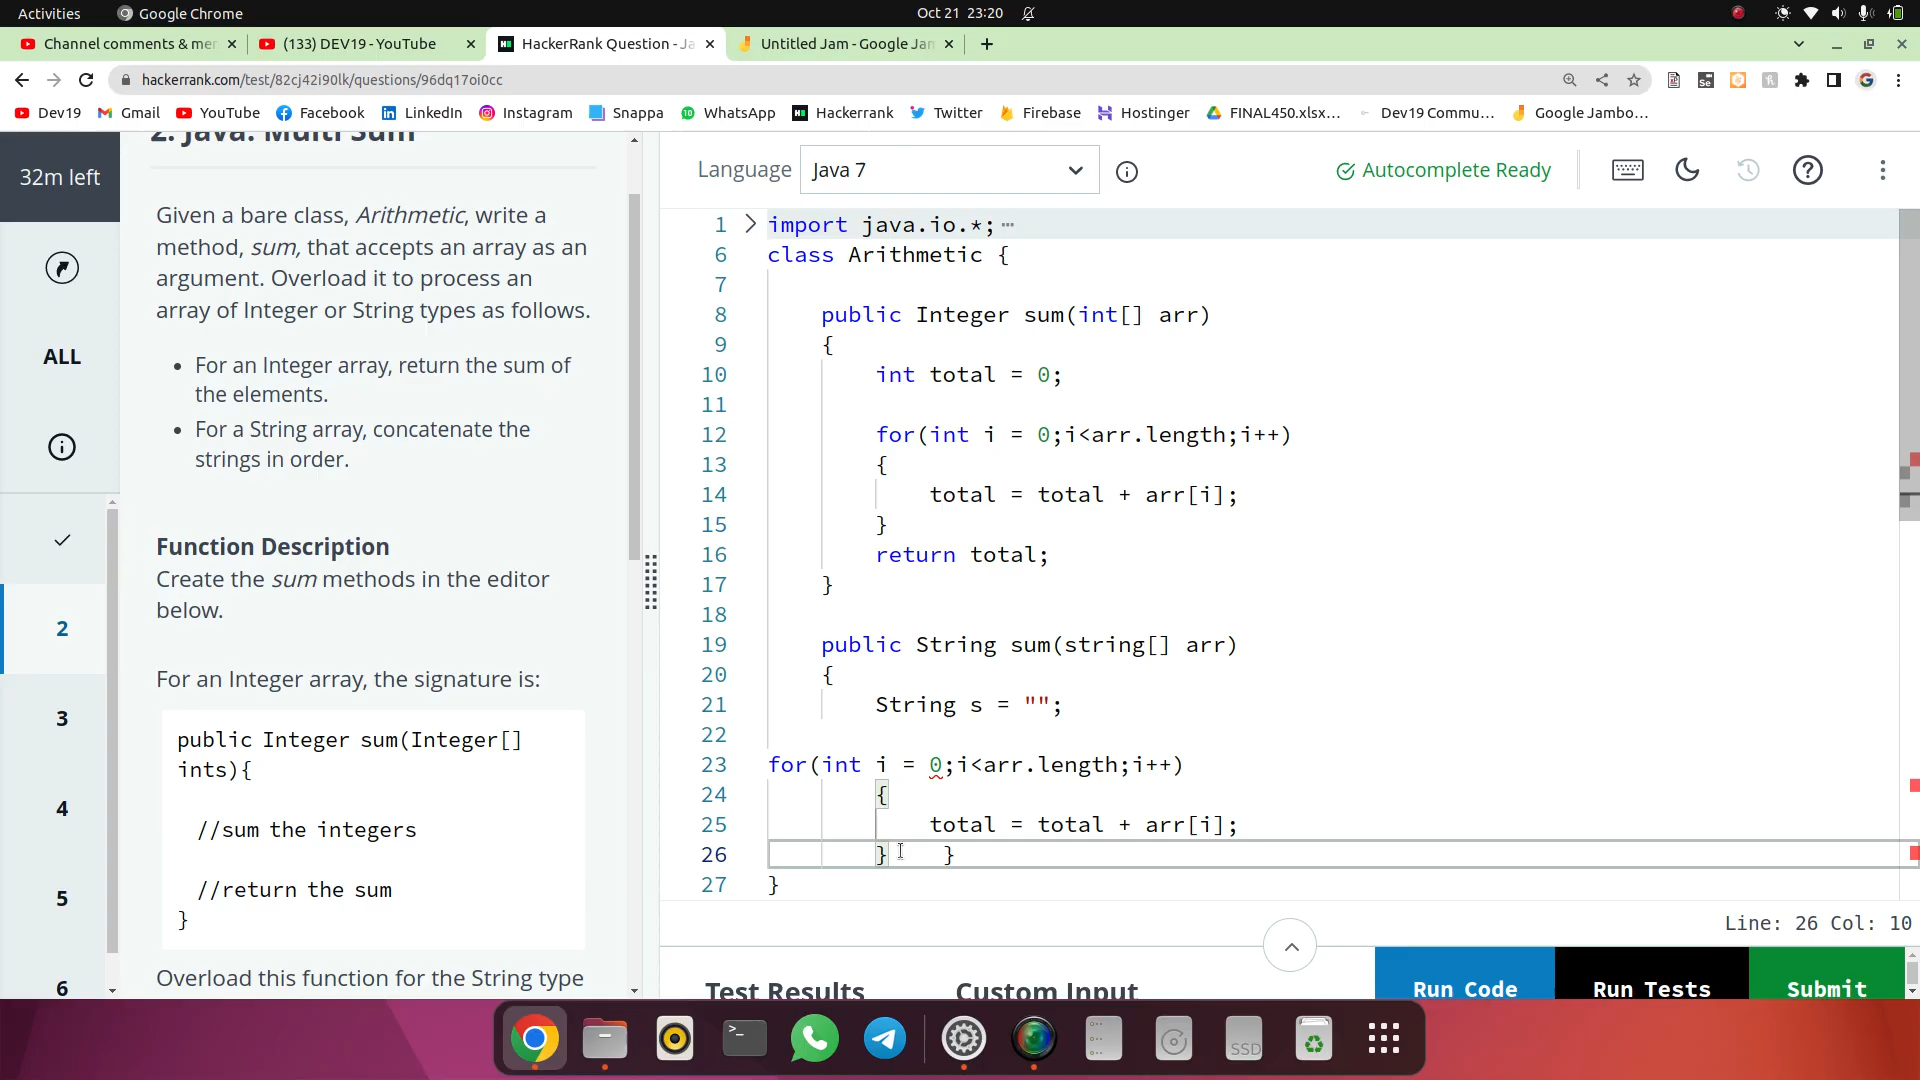 Activities Google Chrome Oct 21 23:20
Channel comments & mer (133) DEV19 - YouTube HackerRank Question - Ja Untitled Jam - Google Jam
hackerrank.com/test/82cj42i90lk/questions/96dq17oi0cc
Dev19 Gmail YouTube Facebook LinkedIn Instagram Snappa WhatsApp Hackerrank Twitter Firebase Hostinger FINAL450.xlsx... Dev19 Commu... Google Jambo...
2. Java: Multi Sum
32m left
Given a bare class, Arithmetic, write a
method, sum, that accepts an array as an
argument. Overload it to process an
array of Integer or String types as follows.
• For an Integer array, return the sum of
the elements.
• For a String array, concatenate the
strings in order.
Function Description
Create the sum methods in the editor
below.
For an Integer array, the signature is:
public Integer sum(Integer[]
ints){
//sum the integers
//return the sum
}
Overload this function for the String type
ALL
2
3
4
5
6
Language Java 7 Autocomplete Ready
1 import java.io.*;
6 class Arithmetic {
7
8 public Integer sum(int[] arr)
9 {
10 int total = 0;
11
12 for(int i = 0;i<arr.length;i++)
13 {
14 total = total + arr[i];
15 }
16 return total;
17 }
18
19 public String sum(string[] arr)
20 {
21 String s = "";
22
23 for(int i = 0;i<arr.length;i++)
24 {
25 total = total + arr[i];
26 } }
27 }
Line: 26 Col: 10
Test Results Custom Input Run Code Run Tests Submit
SSD